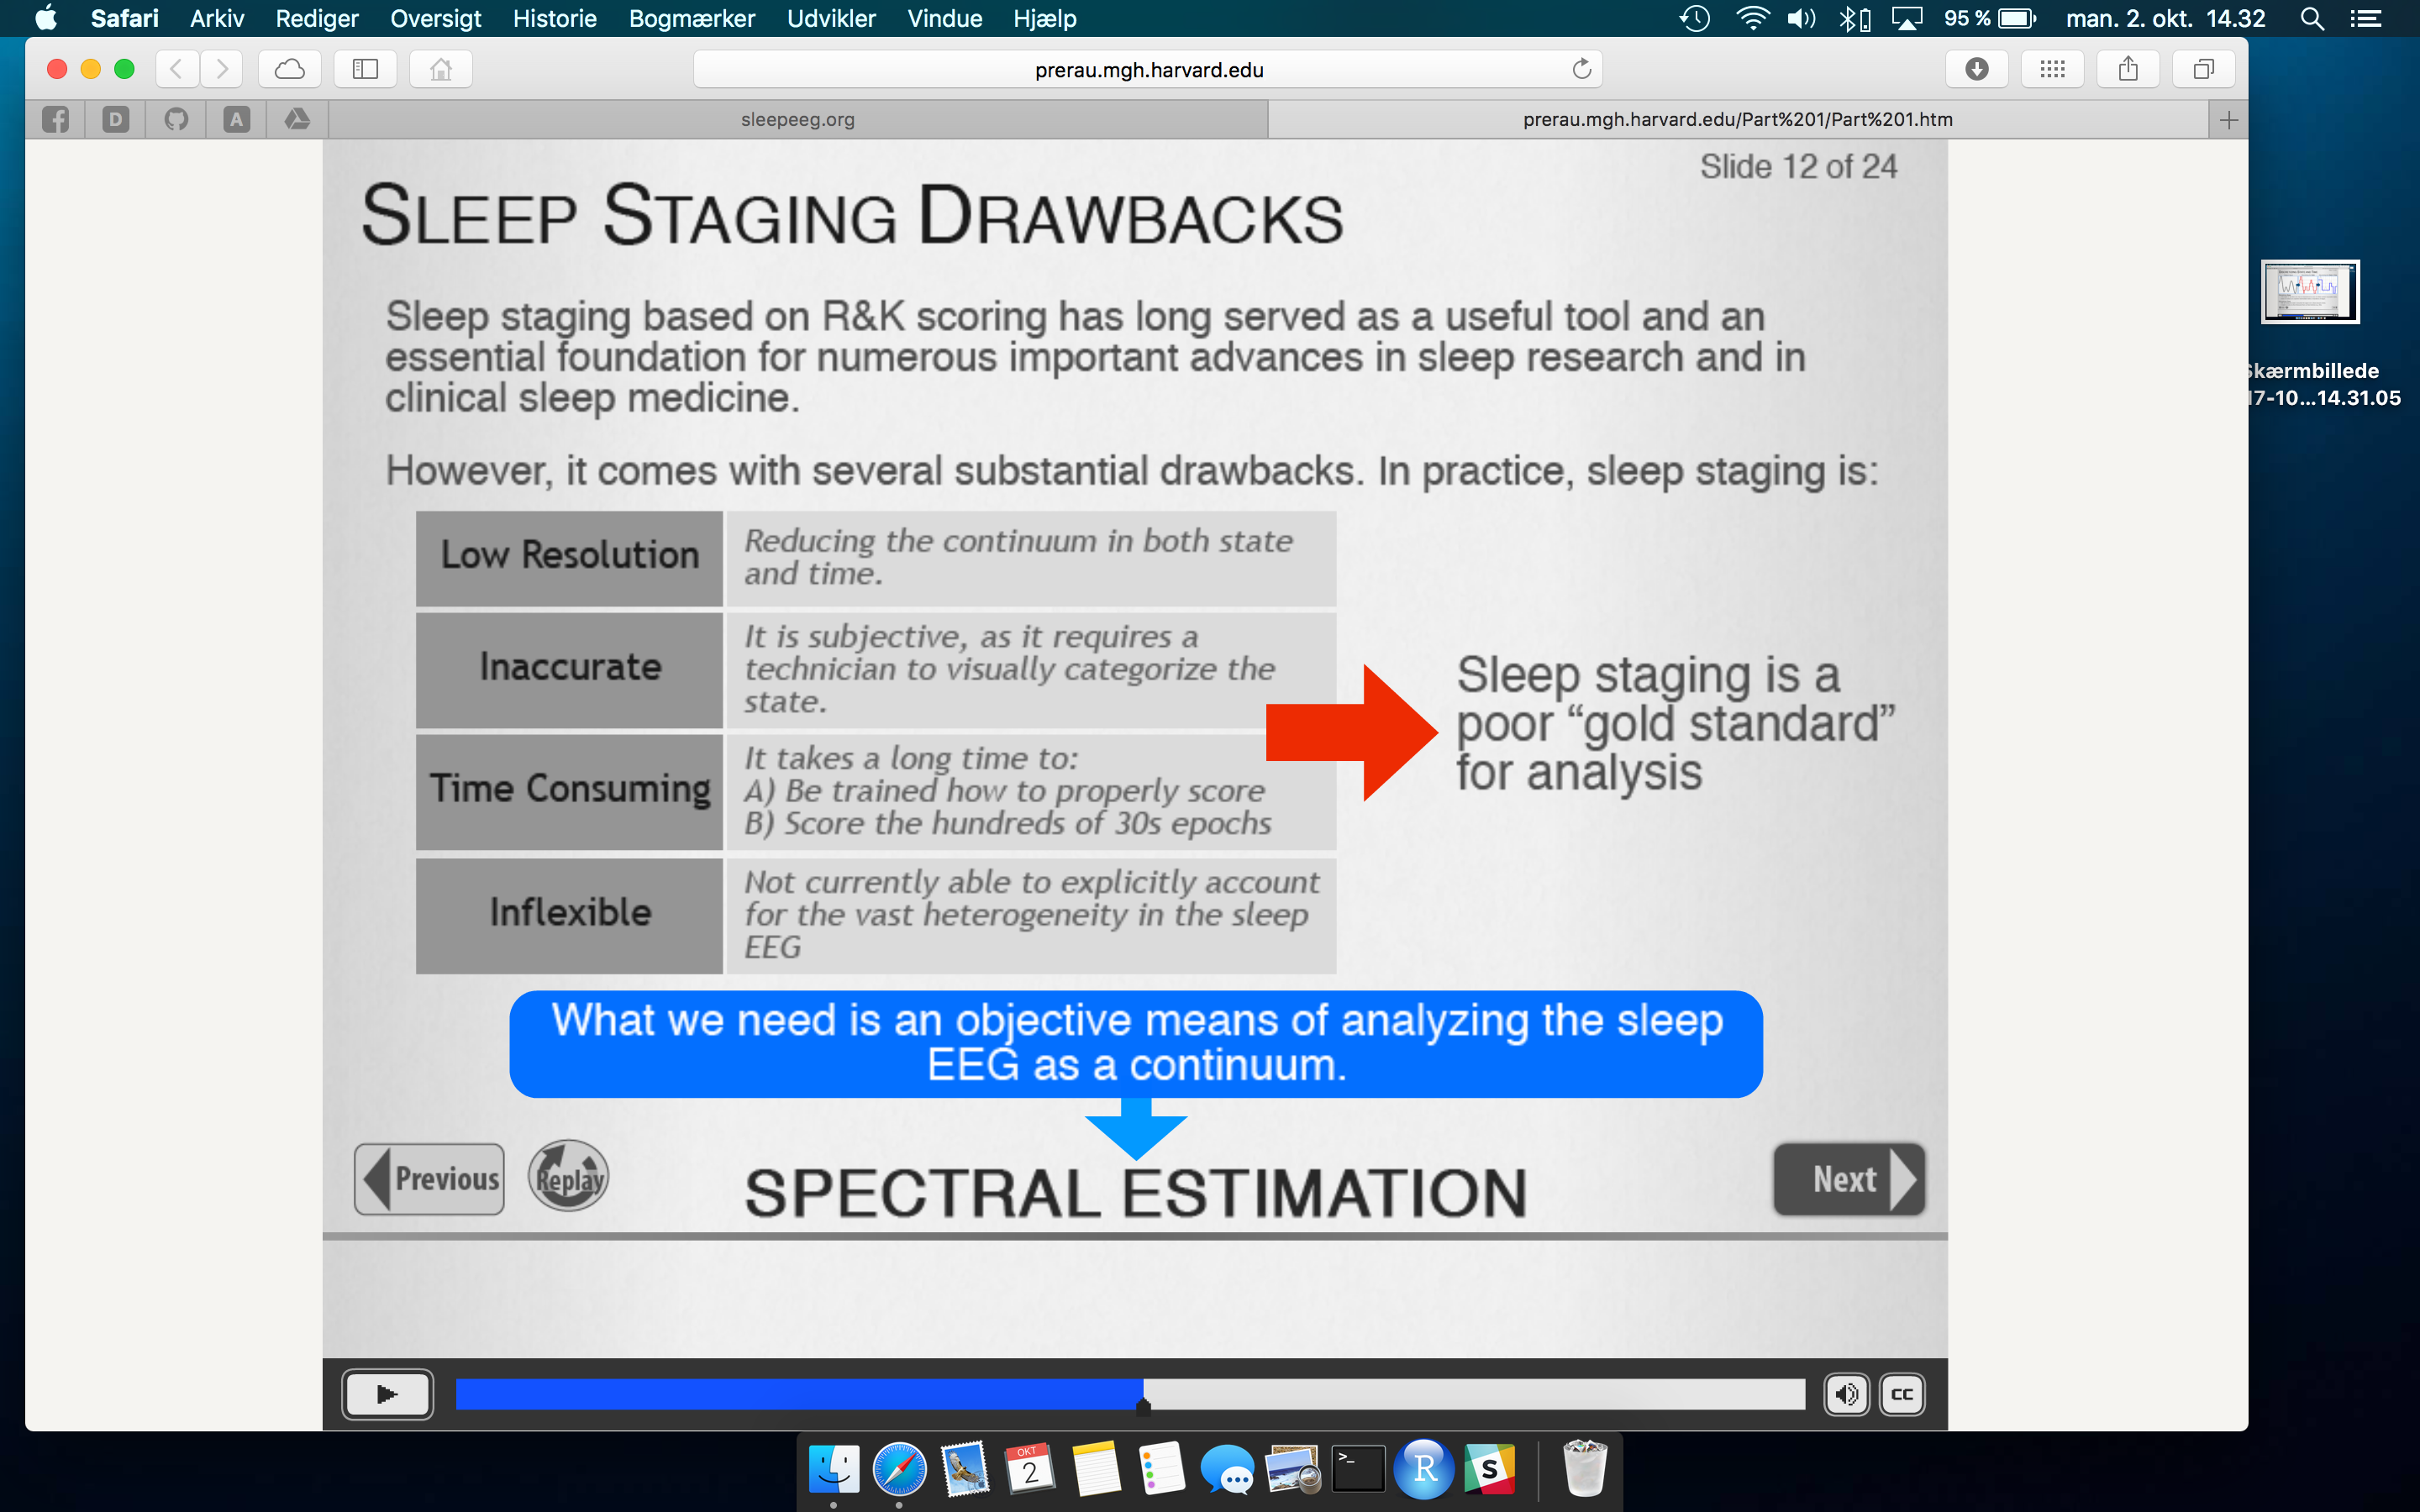 Safari Arkiv Rediger Oversigt Historie Bogmærker Udvikler Vindue Hjælp 95 % man. 2. okt. 14.32
prerau.mgh.harvard.edu
D A sleepeeg.org prerau.mgh.harvard.edu/Part%201/Part%201.htm
Slide 12 of 24
SLEEP STAGING DRAWBACKS
Sleep staging based on R&K scoring has long served as a useful tool and an
essential foundation for numerous important advances in sleep research and in
clinical sleep medicine.
However, it comes with several substantial drawbacks. In practice, sleep staging is:
Low Resolution
Reducing the continuum in both state
and time.
Inaccurate
It is subjective, as it requires a
technician to visually categorize the
state.
Time Consuming
It takes a long time to:
A) Be trained how to properly score
B) Score the hundreds of 30s epochs
Inflexible
Not currently able to explicitly account
for the vast heterogeneity in the sleep
EEG
Sleep staging is a
poor “gold standard”
for analysis
What we need is an objective means of analyzing the sleep
EEG as a continuum.
Previous
Replay
SPECTRAL ESTIMATION
Next
CC
Skærmbillede
17-10...14.31.05
OKT
2
>_
R
S